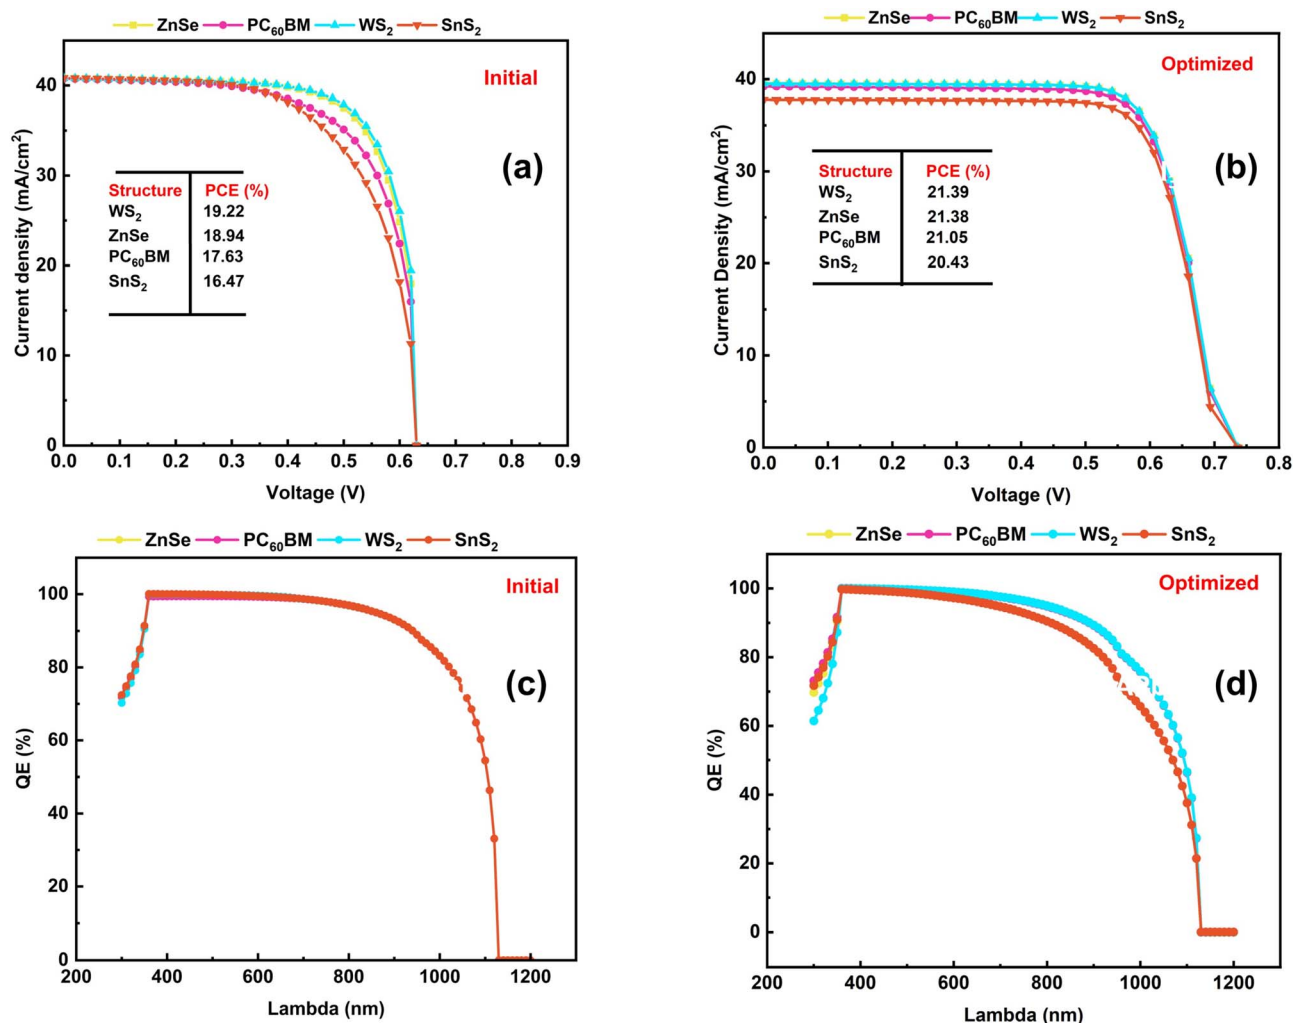 ZnSe PC₆₀BM WS₂ SnS₂
Initial
(a)
Structure PCE (%)
WS₂ 19.22
ZnSe 18.94
PC₆₀BM 17.63
SnS₂ 16.47
Current density (mA/cm²)
40
30
20
10
0
0.0 0.1 0.2 0.3 0.4 0.5 0.6 0.7 0.8 0.9
Voltage (V)
ZnSe PC₆₀BM WS₂ SnS₂
Optimized
(b)
Structure PCE (%)
WS₂ 21.39
ZnSe 21.38
PC₆₀BM 21.05
SnS₂ 20.43
Current Density (mA/cm²)
40
30
20
10
0
0.0 0.1 0.2 0.3 0.4 0.5 0.6 0.7 0.8
Voltage (V)
ZnSe PC₆₀BM WS₂ SnS₂
Initial
(c)
QE (%)
100
80
60
40
20
0
200 400 600 800 1000 1200
Lambda (nm)
ZnSe PC₆₀BM WS₂ SnS₂
Optimized
(d)
QE (%)
100
80
60
40
20
0
200 400 600 800 1000 1200
Lambda (nm)